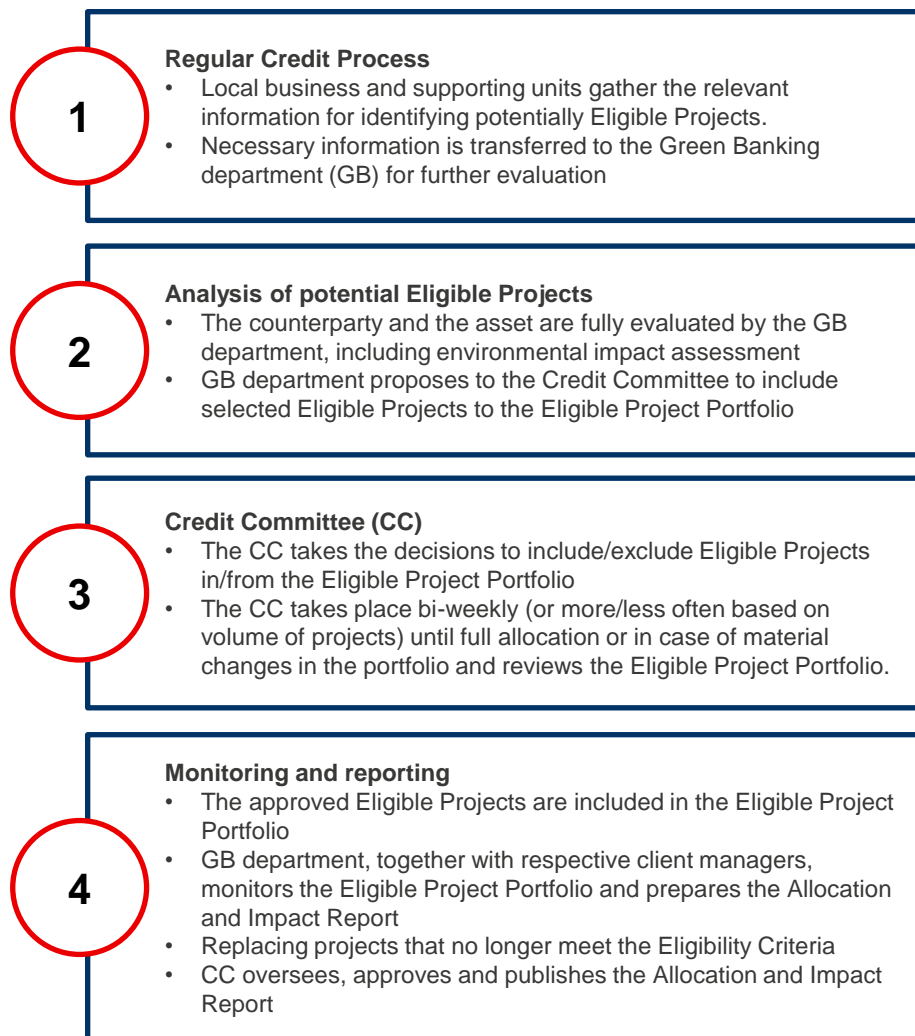 1
Regular Credit Process
• Local business and supporting units gather the relevant
information for identifying potentially Eligible Projects.
• Necessary information is transferred to the Green Banking
department (GB) for further evaluation
2
Analysis of potential Eligible Projects
• The counterparty and the asset are fully evaluated by the GB
department, including environmental impact assessment
• GB department proposes to the Credit Committee to include
selected Eligible Projects to the Eligible Project Portfolio
3
Credit Committee (CC)
• The CC takes the decisions to include/exclude Eligible Projects
in/from the Eligible Project Portfolio
• The CC takes place bi-weekly (or more/less often based on
volume of projects) until full allocation or in case of material
changes in the portfolio and reviews the Eligible Project Portfolio.
4
Monitoring and reporting
• The approved Eligible Projects are included in the Eligible Project
Portfolio
• GB department, together with respective client managers,
monitors the Eligible Project Portfolio and prepares the Allocation
and Impact Report
• Replacing projects that no longer meet the Eligibility Criteria
• CC oversees, approves and publishes the Allocation and Impact
Report